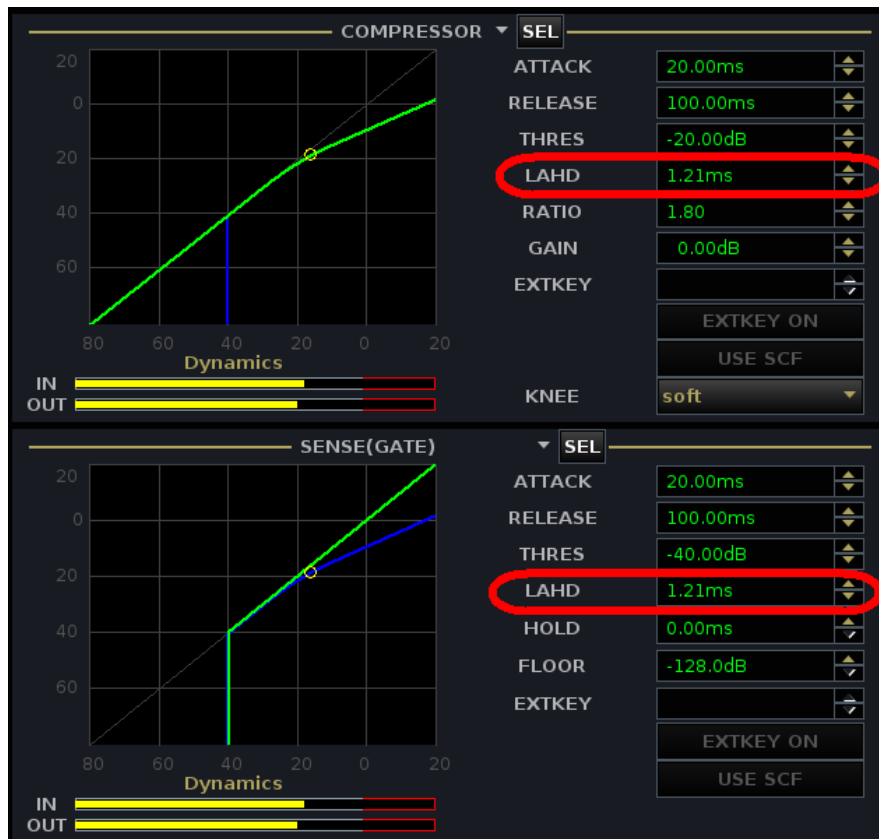 COMPRESSOR SEL
20
0
20
40
60
80 60 40 20 0 20
Dynamics
IN
OUT
ATTACK 20.00ms
RELEASE 100.00ms
THRES -20.00dB
LAHD 1.21ms
RATIO 1.80
GAIN 0.00dB
EXTKEY
EXTKEY ON
USE SCF
KNEE soft
SENSE(GATE) SEL
20
0
20
40
60
80 60 40 20 0 20
Dynamics
IN
OUT
ATTACK 20.00ms
RELEASE 100.00ms
THRES -40.00dB
LAHD 1.21ms
HOLD 0.00ms
FLOOR -128.0dB
EXTKEY
EXTKEY ON
USE SCF